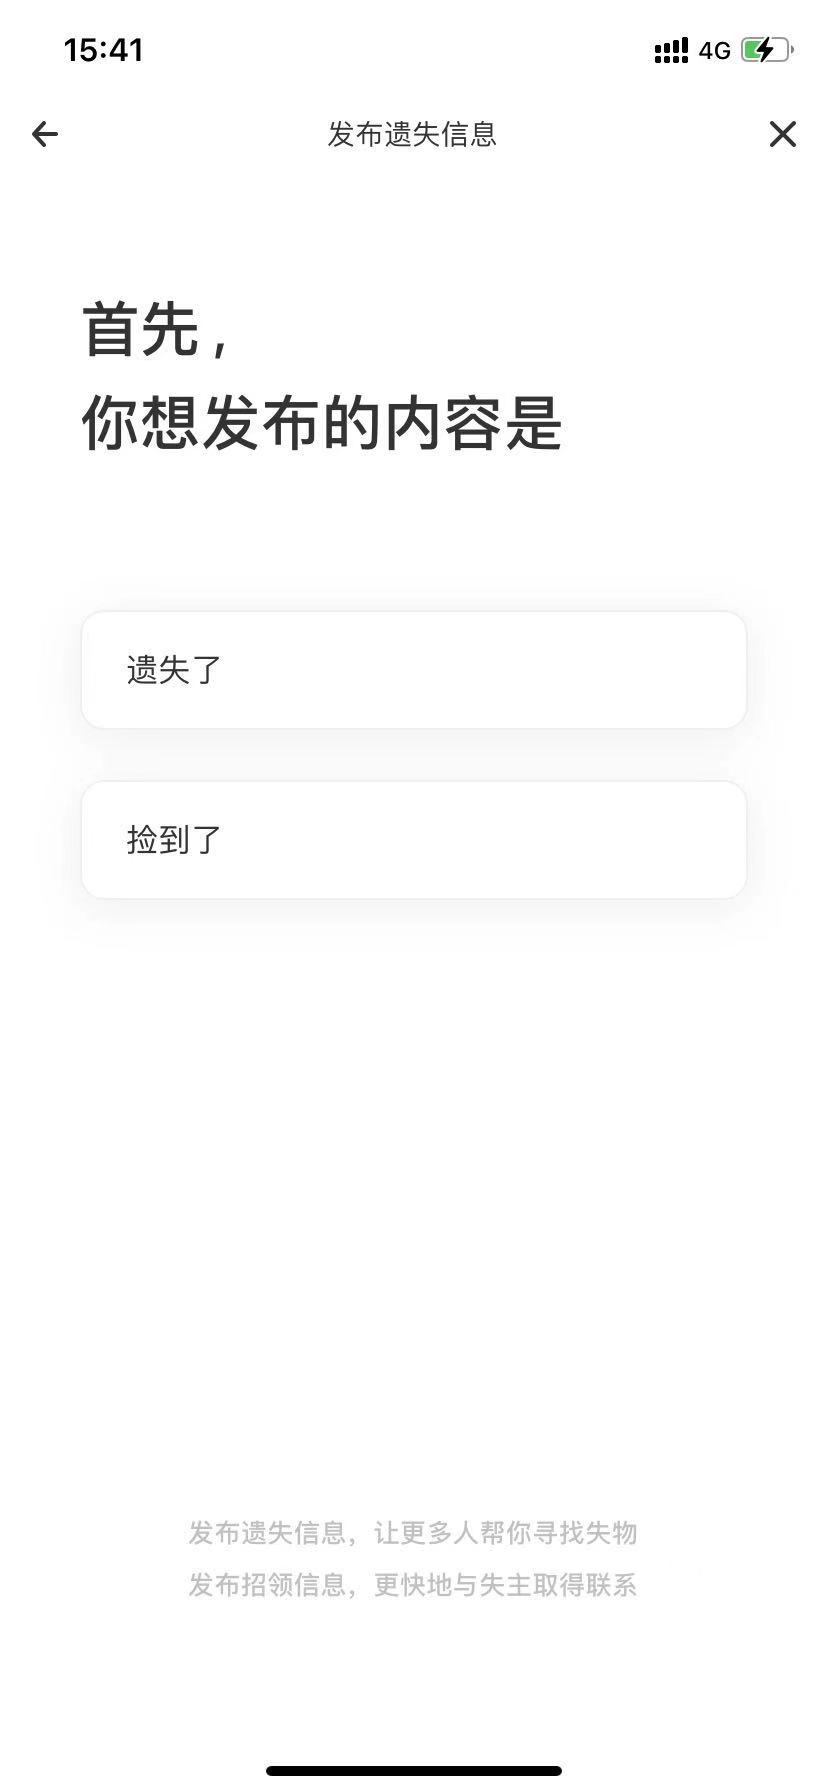 15:41
4G
发布遗失信息
首先，
你想发布的内容是
遗失了
捡到了
发布遗失信息，让更多人帮你寻找失物
发布招领信息，更快地与失主取得联系